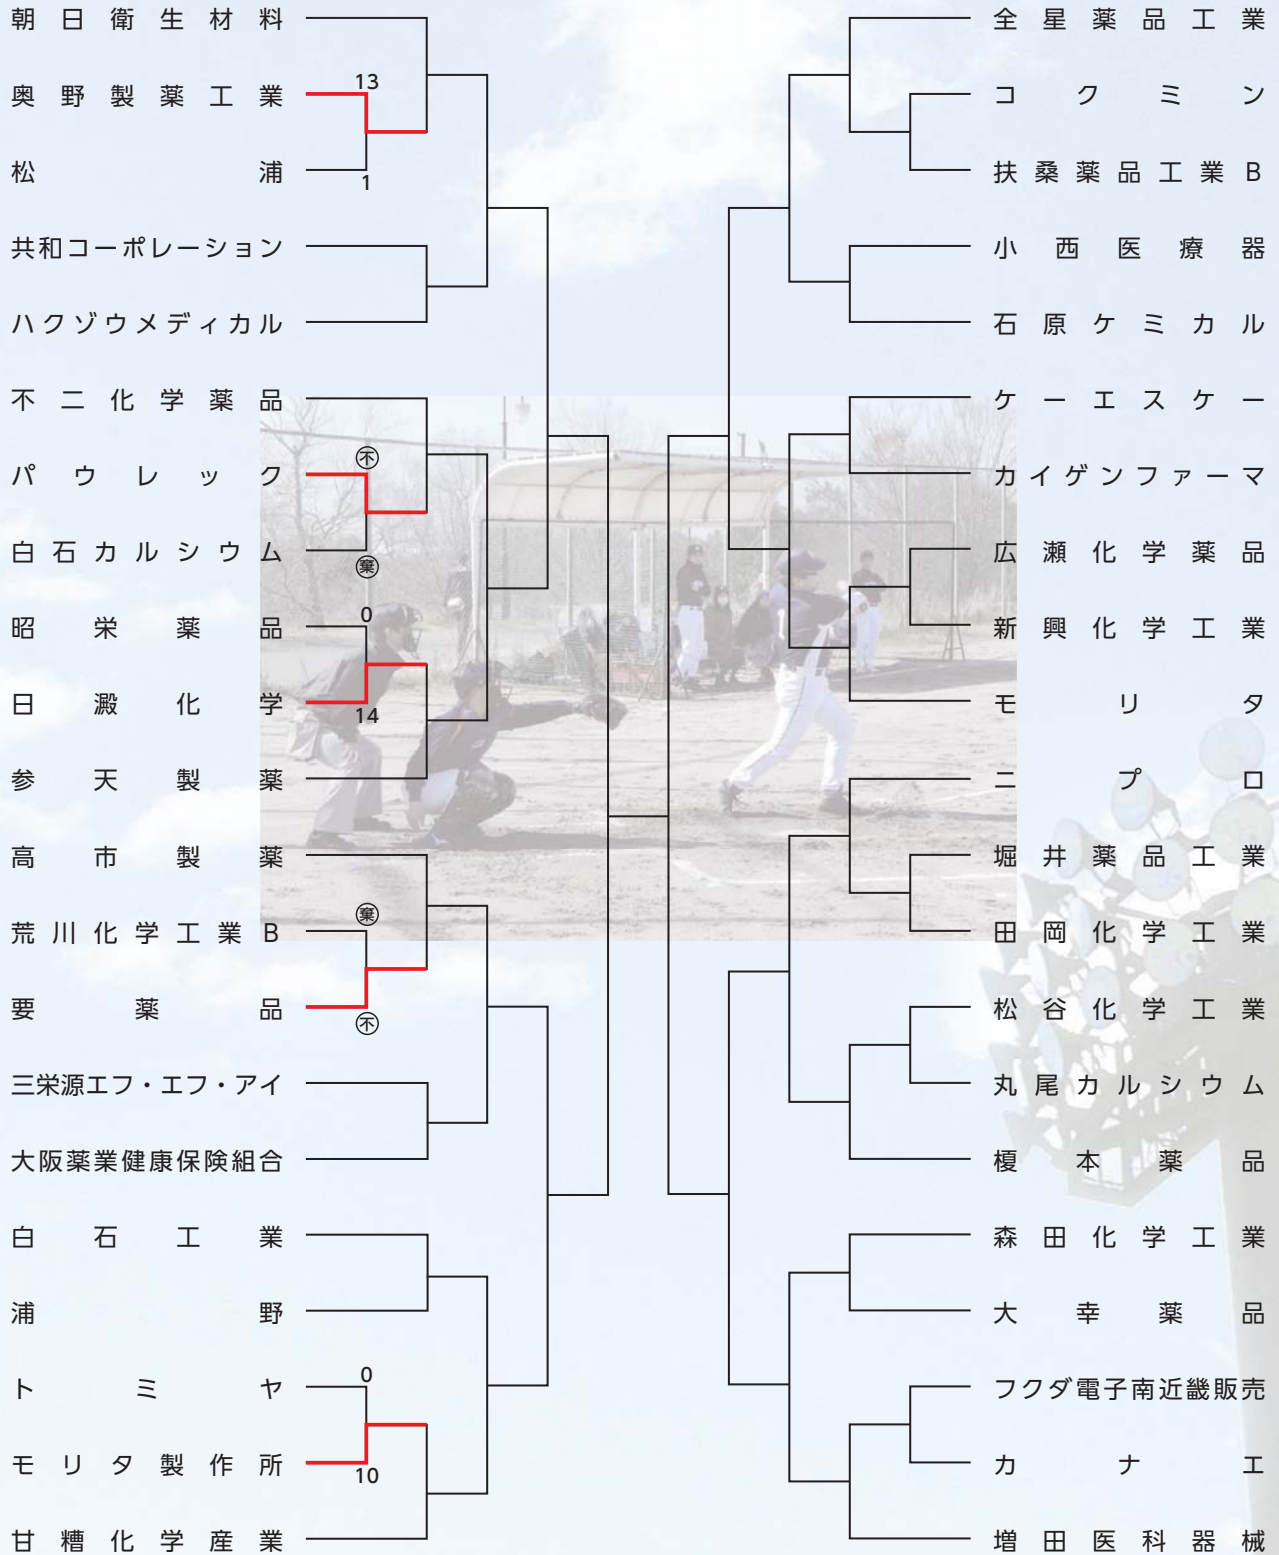 朝日衛生材料
13
奥野製薬工業
松浦
1
共和コーポレーション
ハクゾウメディカル
不二化学薬品
㊀不
パウレック
白石カルシウム
棄
0
昭栄薬品
日澱化学
14
参天製薬
高市製薬
棄
荒川化学工業B
要薬品
不
三栄源エフ・エフ・アイ
大阪薬業健康保険組合
白石工業
浦野
0
トミヤ
モリタ製作所
10
甘糟化学産業
全星薬品工業
コクミン
扶桑薬品工業B
小西医療器
石原ケミカル
ケーエスケー
カイゲンファーマ
広瀬化学薬品
新興化学工業
モリタ
ニプロ
堀井薬品工業
田岡化学工業
松谷化学工業
丸尾カルシウム
榎本薬品
森田化学工業
大幸薬品
フクダ電子南近畿販売
カナエ
増田医科器械